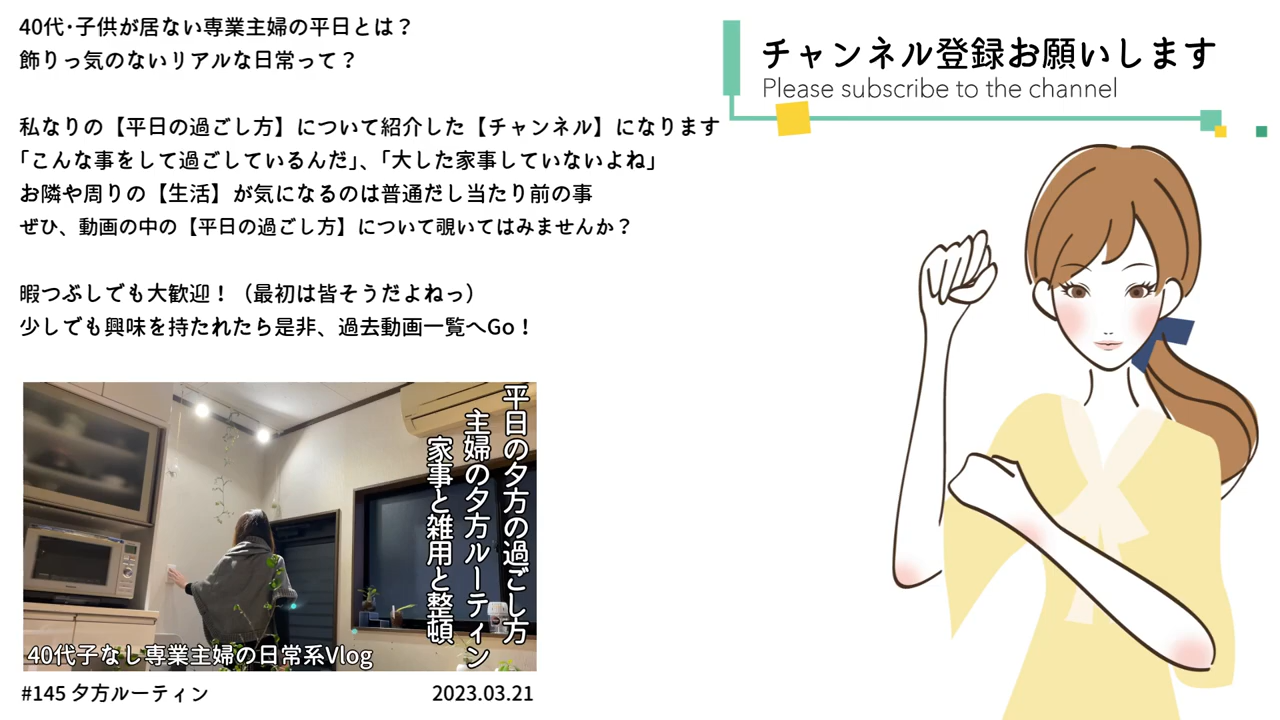 40代･子供が居ない専業主婦の平日とは？
飾りっ気のないリアルな日常って？
私なりの【平日の過ごし方】について紹介した【チャンネル】になります
｢こんな事をして過ごしているんだ｣、｢大した家事していないよね｣
お隣や周りの【生活】が気になるのは普通だし当たり前の事
ぜひ、動画の中の【平日の過ごし方】について覗いてはみませんか？
暇つぶしでも大歓迎！（最初は皆そうだよねっ）
少しでも興味を持たれたら是非、過去動画一覧へGo！
チャンネル登録お願いします
Please subscribe to the channel
平日の夕方の過ごし方
主婦の夕方ルーティン
家事と雑用と整頓
40代子なし専業主婦の日常系Vlog
#145 夕方ルーティン
2023.03.21